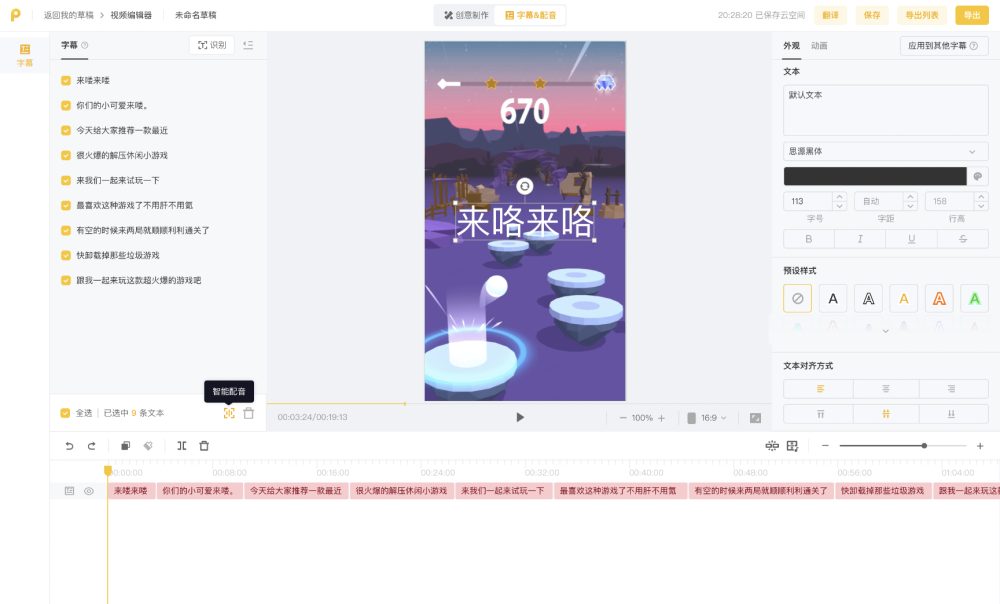 返回我的草稿 > 视频编辑器 未命名草稿
创意制作 字幕&配音
20:28:20 已保存云空间 翻译 保存 导出列表 导出
字幕
字幕 识别
来喽来喽
你们的小可爱来喽。
今天给大家推荐一款最近
很火爆的解压休闲小游戏
来我们一起来试玩一下
最喜欢这种游戏了不用肝不用氪
有空的时候来两局就顺顺利利通关了
快卸载掉那些垃圾游戏
跟我一起来玩这款超火爆的游戏吧
智能配音
全选 已选中 9 条文本
670
来咯来咯
00:03:24/00:19:13
100%
16:9
外观 动画 应用到其他字幕
文本
默认文本
思源黑体
113 自动 158
字号 字距 行高
B I U S
预设样式
A A A A A
文本对齐方式
00:00:00 00:08:00 00:16:00 00:24:00 00:32:00 00:40:00 00:48:00 00:56:00 01:04:00
来喽来喽 你们的小可爱来喽。 今天给大家推荐一款最近 很火爆的解压休闲小游戏 来我们一起来试玩一下 最喜欢这种游戏了不用肝不用氪 有空的时候来两局就顺顺利利通关了 快卸载掉那些垃圾游戏 跟我一起来玩这